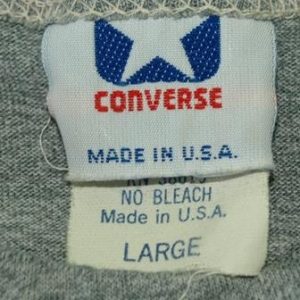 CONVERSE
MADE IN U.S.A.
NO BLEACH
Made in U.S.A.
LARGE